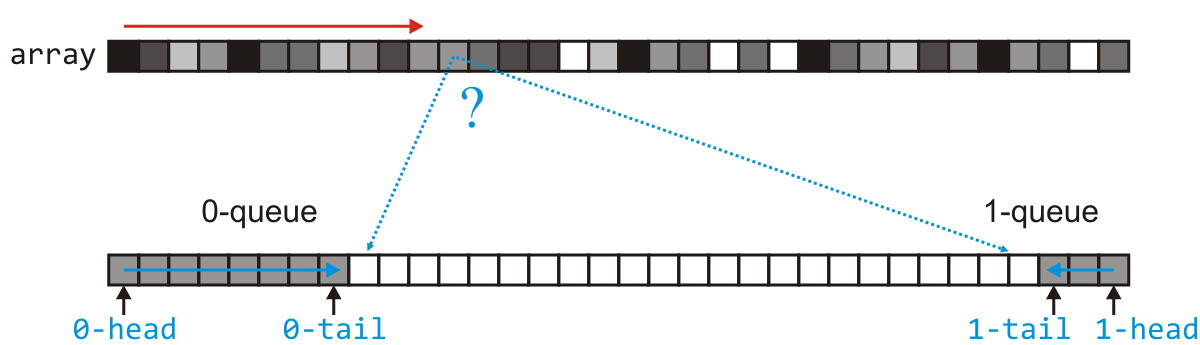 array
?
0-queue 1-queue
0-head 0-tail 1-tail 1-head